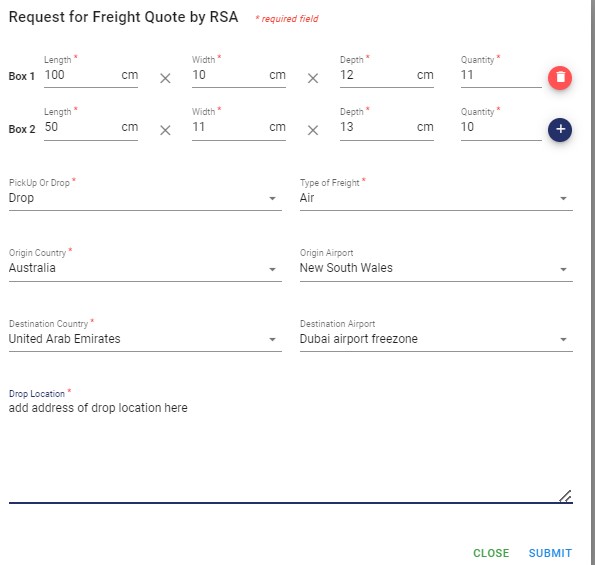 Request for Freight Quote by RSA * required field
Length * Width * Depth * Quantity *
Box 1 100 cm × 10 cm × 12 cm 11
Length * Width * Depth * Quantity *
Box 2 50 cm × 11 cm × 13 cm 10 +
PickUp Or Drop * Type of Freight *
Drop Air
Origin Country * Origin Airport
Australia New South Wales
Destination Country * Destination Airport
United Arab Emirates Dubai airport freezone
Drop Location *
add address of drop location here
CLOSE SUBMIT